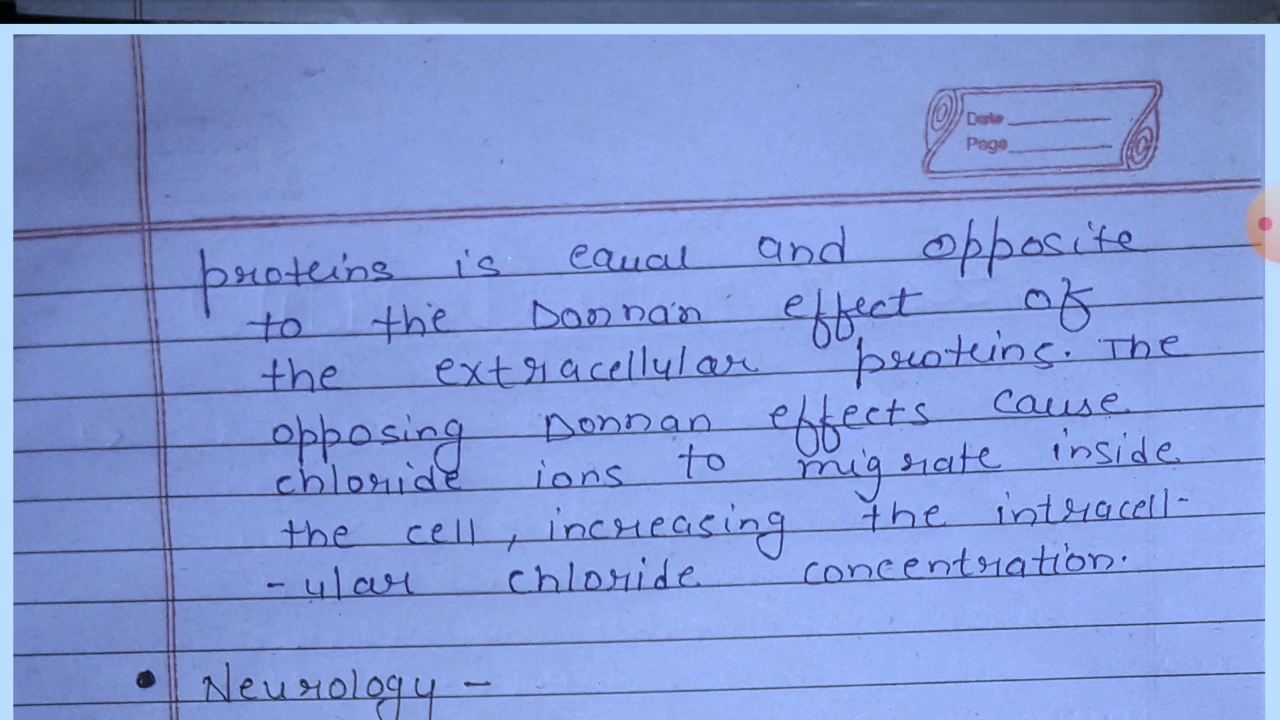 Date
Page
proteins is equal and opposite
to the Donnan effect of
the extracellular proteins. The
opposing Donnan effects cause
chloride ions to migrate inside
the cell, increasing the intracell-
-ular chloride concentration.
• Neurology -